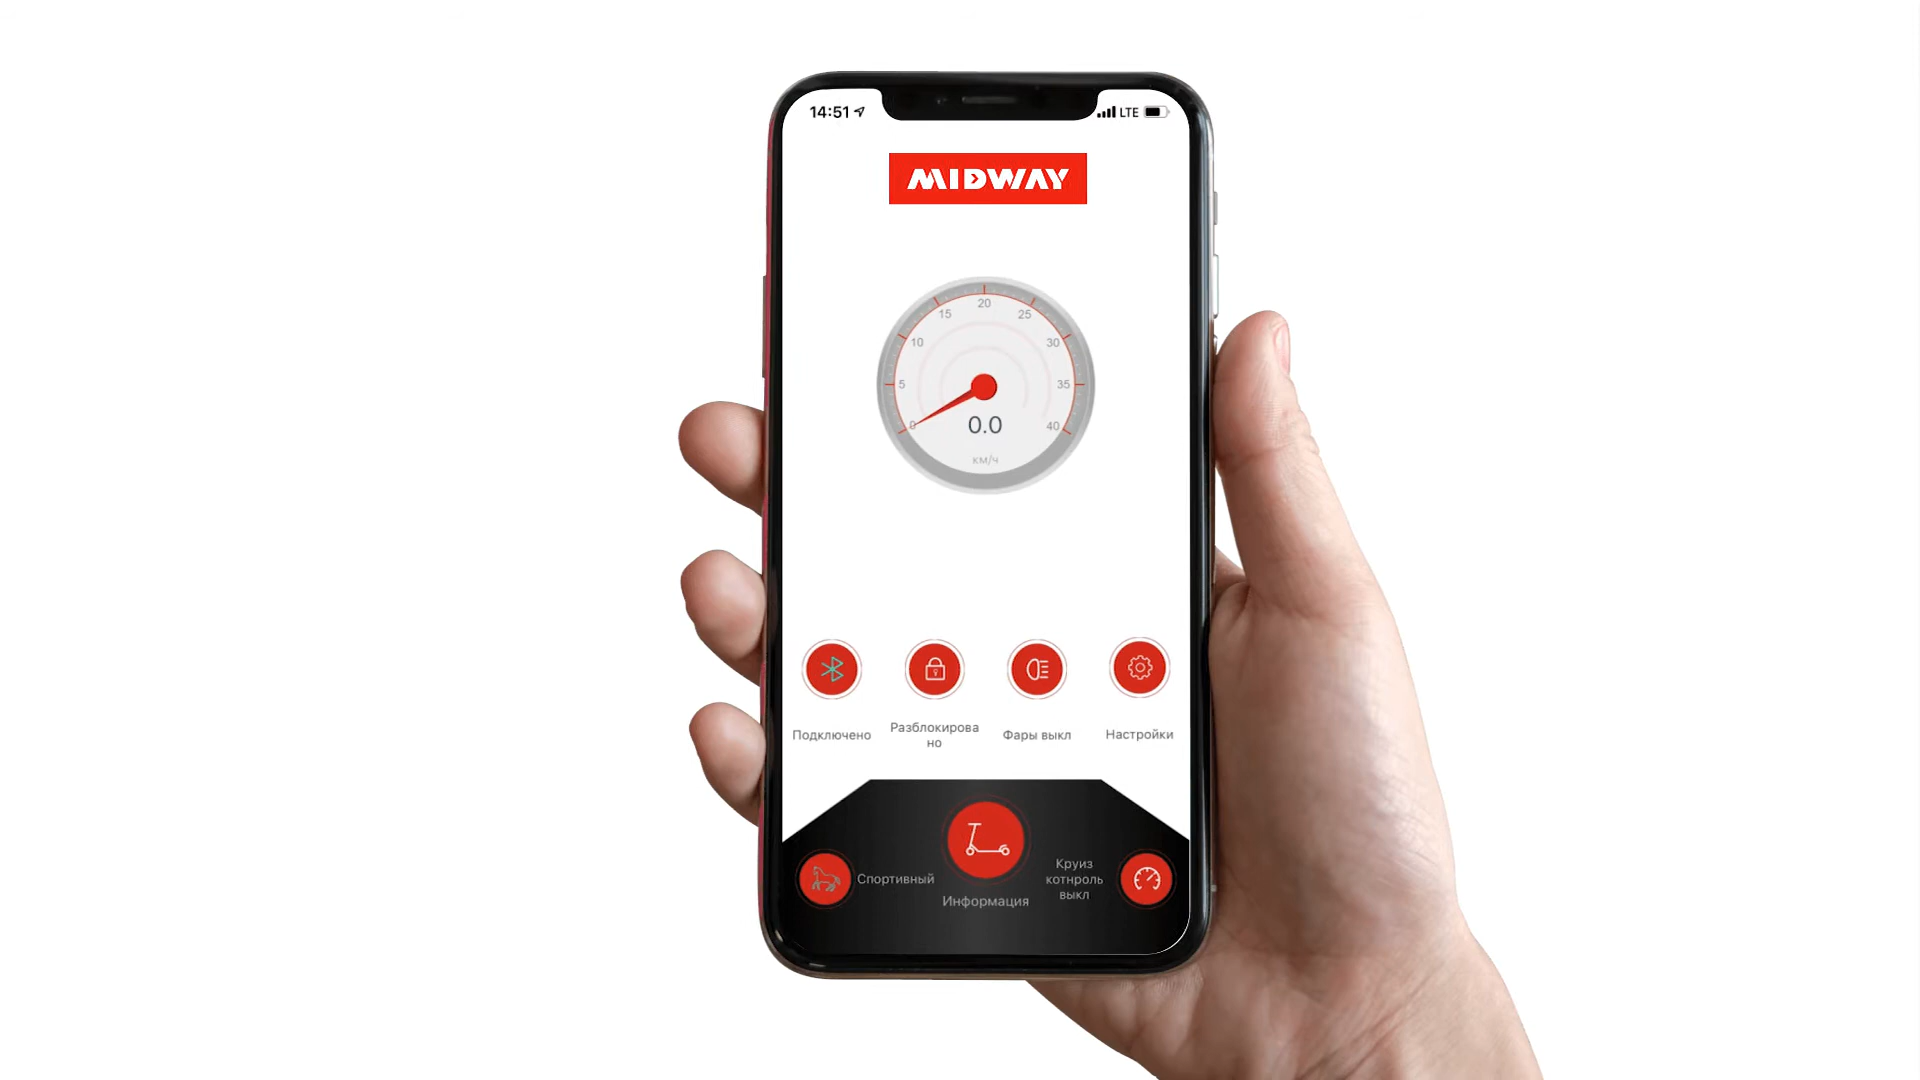 14:51
LTE
MIDWAY
20
15
25
10
30
5
35
0
40
0.0
км/ч
Подключено
Разблокирова
но
Фары выкл
Настройки
Спортивный
Информация
Круиз
котнроль
выкл